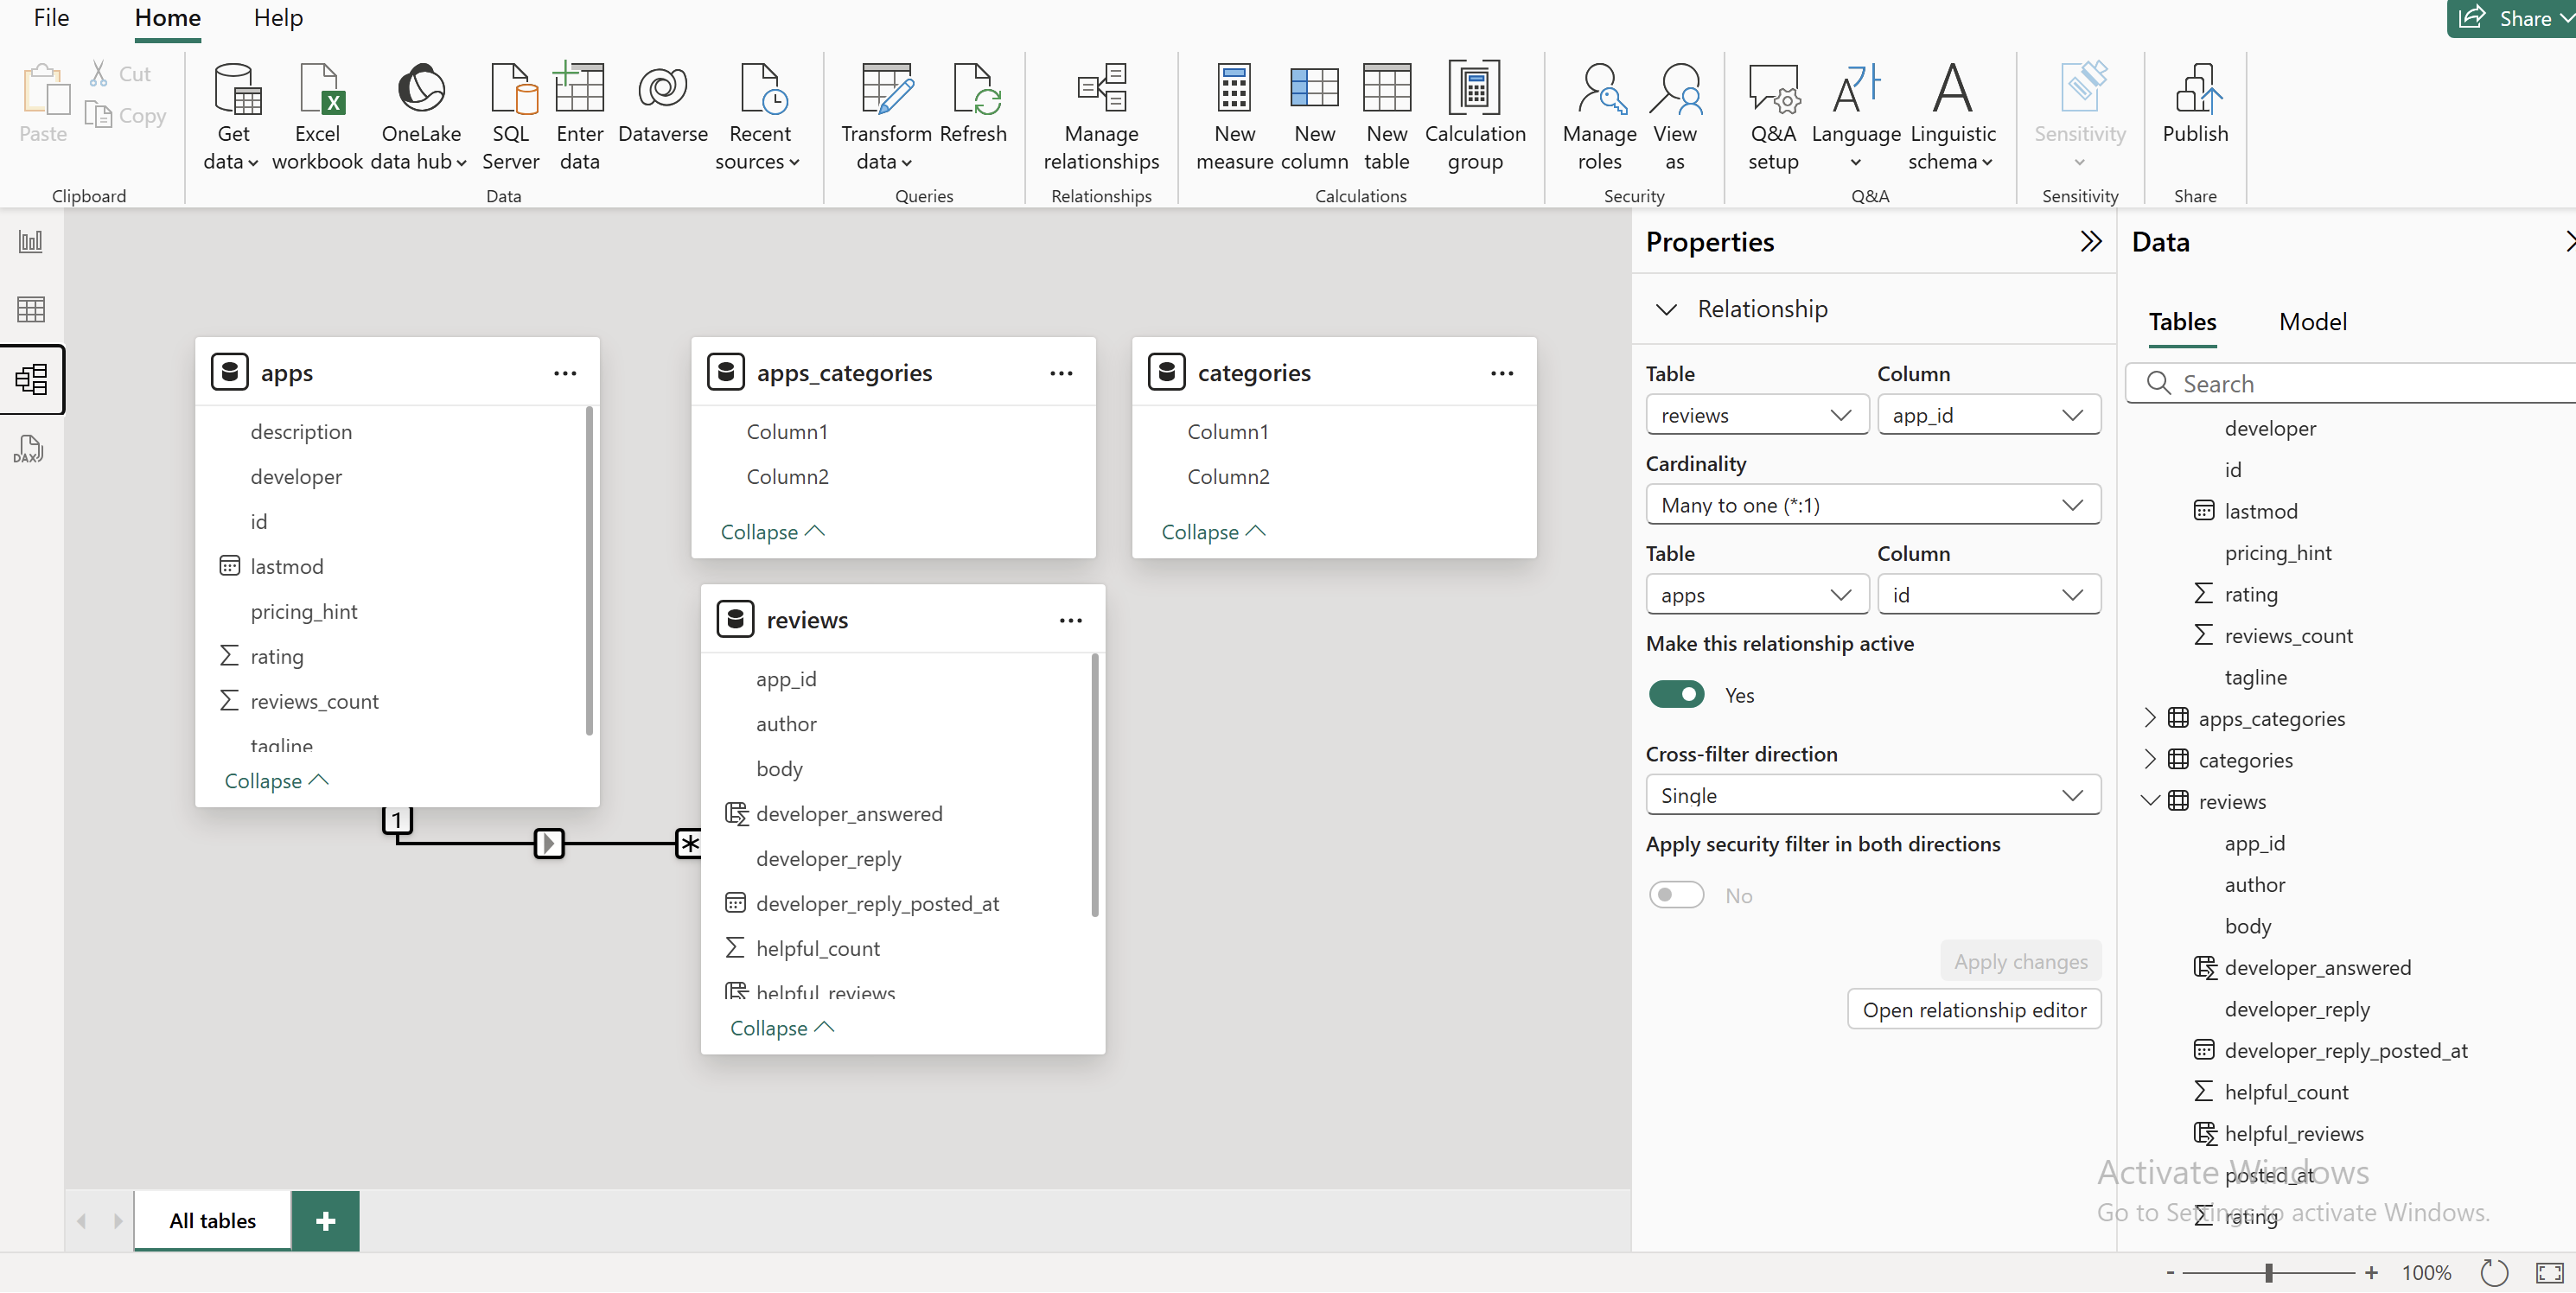 File Home Help Share
Paste Cut Copy
Get data
Excel workbook
OneLake data hub
SQL Server
Enter data
Dataverse
Recent sources
Transform data
Refresh
Manage relationships
New measure
New column
New table
Calculation group
Manage roles
View as
Q&A setup
Language
Linguistic schema
Sensitivity
Publish
Clipboard Data Queries Relationships Calculations Security Q&A Sensitivity Share
DAX
apps
description
developer
id
lastmod
pricing_hint
rating
reviews_count
tagline
Collapse
1
*
apps_categories
Column1
Column2
Collapse
categories
Column1
Column2
Collapse
reviews
app_id
author
body
developer_answered
developer_reply
developer_reply_posted_at
helpful_count
helpful_reviews
Collapse
All tables +
Properties
Relationship
Table Column
reviews app_id
Cardinality
Many to one (*:1)
Table Column
apps id
Make this relationship active
Yes
Cross-filter direction
Single
Apply security filter in both directions
No
Apply changes
Open relationship editor
Data
Tables Model
Search
developer
id
lastmod
pricing_hint
rating
reviews_count
tagline
apps_categories
categories
reviews
app_id
author
body
developer_answered
developer_reply
developer_reply_posted_at
helpful_count
helpful_reviews
posted_at
rating
Activate Windows
Go to Settings to activate Windows.
- + 100%